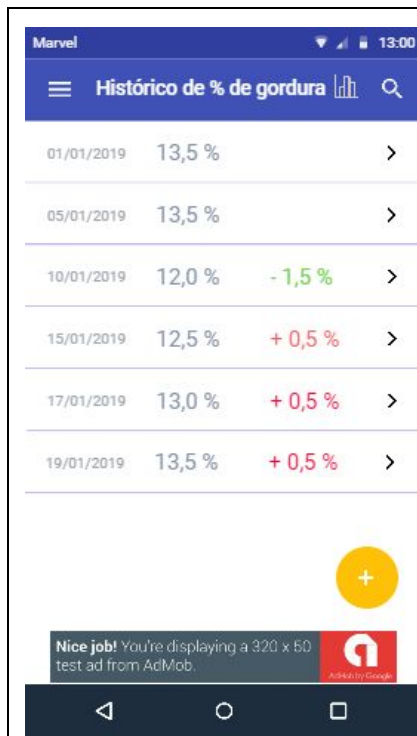 Marvel 13:00
Histórico de % de gordura
01/01/2019 13,5 %
05/01/2019 13,5 %
10/01/2019 12,0 % - 1,5 %
15/01/2019 12,5 % + 0,5 %
17/01/2019 13,0 % + 0,5 %
19/01/2019 13,5 % + 0,5 %
+
Nice job! You're displaying a 320 x 50
test ad from AdMob.
AdMob by Google